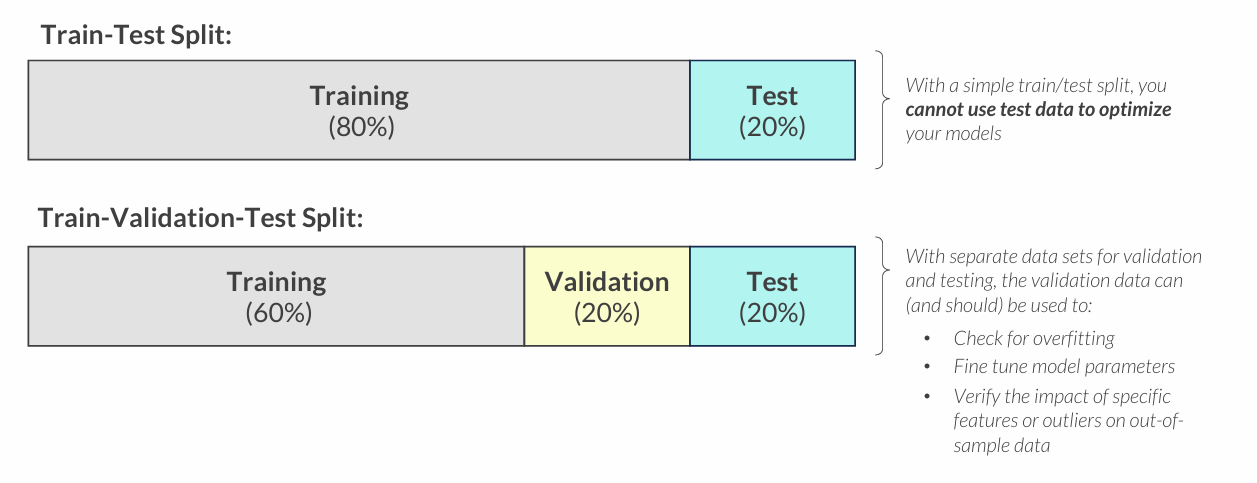 Train-Test Split:
Training
(80%)
Test
(20%)
With a simple train/test split, you
cannot use test data to optimize
your models
Train-Validation-Test Split:
Training
(60%)
Validation
(20%)
Test
(20%)
With separate data sets for validation
and testing, the validation data can
(and should) be used to:
• Check for overfitting
• Fine tune model parameters
• Verify the impact of specific
features or outliers on out-of-
sample data